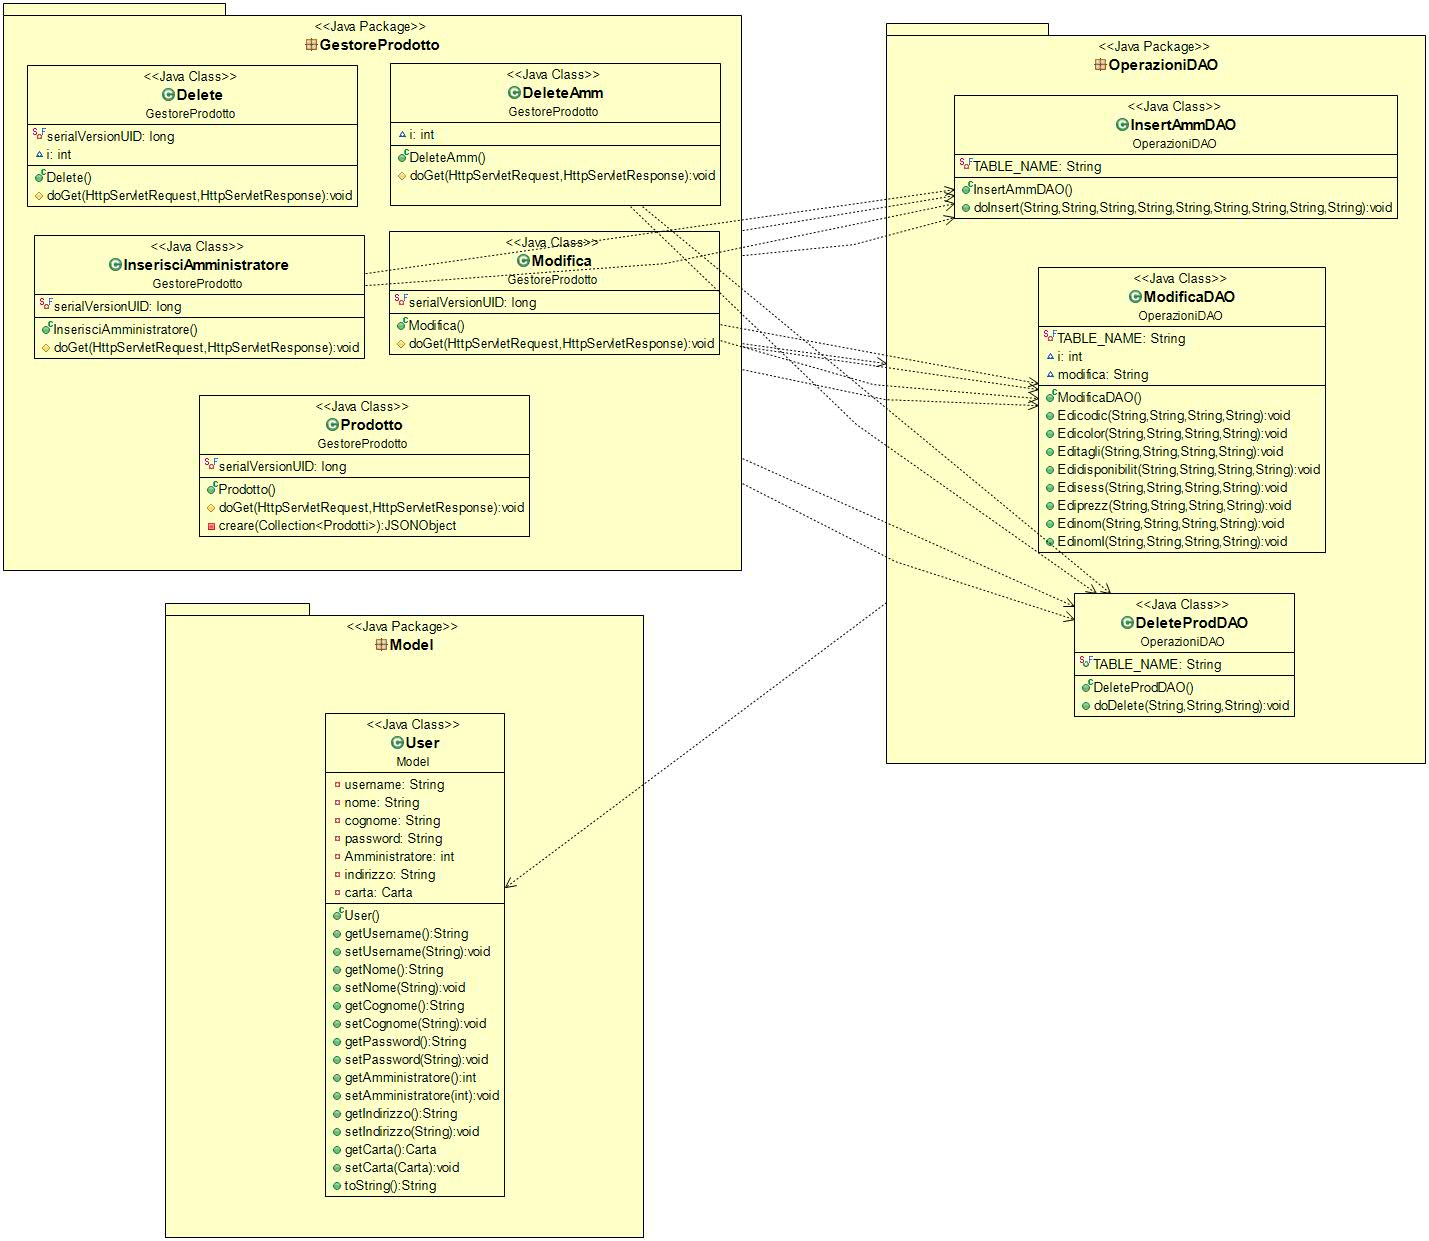 <<Java Package>>
GestoreProdotto
<<Java Class>>
Delete
GestoreProdotto
serialVersionUID: long
i: int
Delete()
doGet(HttpServletRequest,HttpServletResponse):void
<<Java Class>>
DeleteAmm
GestoreProdotto
i: int
DeleteAmm()
doGet(HttpServletRequest,HttpServletResponse):void
<<Java Class>>
InserisciAmministratore
GestoreProdotto
serialVersionUID: long
InserisciAmministratore()
doGet(HttpServletRequest,HttpServletResponse):void
<<Java Class>>
Modifica
GestoreProdotto
serialVersionUID: long
Modifica()
doGet(HttpServletRequest,HttpServletResponse):void
<<Java Class>>
Prodotto
GestoreProdotto
serialVersionUID: long
Prodotto()
doGet(HttpServletRequest,HttpServletResponse):void
creare(Collection<Prodotti>):JSONObject
<<Java Package>>
OperazioniDAO
<<Java Class>>
InsertAmmDAO
OperazioniDAO
TABLE_NAME: String
InsertAmmDAO()
doInsert(String,String,String,String,String,String,String,String,String):void
<<Java Class>>
ModificaDAO
OperazioniDAO
TABLE_NAME: String
i: int
modifica: String
ModificaDAO()
Edicodic(String,String,String,String):void
Edicolor(String,String,String,String):void
Editagli(String,String,String,String):void
Edidisponibilit(String,String,String,String):void
Edisess(String,String,String,String):void
Ediprezz(String,String,String,String):void
Edinom(String,String,String,String):void
EdinomI(String,String,String,String):void
<<Java Class>>
DeleteProdDAO
OperazioniDAO
TABLE_NAME: String
DeleteProdDAO()
doDelete(String,String,String):void
<<Java Package>>
Model
<<Java Class>>
User
Model
username: String
nome: String
cognome: String
password: String
Amministratore: int
indirizzo: String
carta: Carta
User()
getUsername():String
setUsername(String):void
getNome():String
setNome(String):void
getCognome():String
setCognome(String):void
getPassword():String
setPassword(String):void
getAmministratore():int
setAmministratore(int):void
getIndirizzo():String
setIndirizzo(String):void
getCarta():Carta
setCarta(Carta):void
toString():String